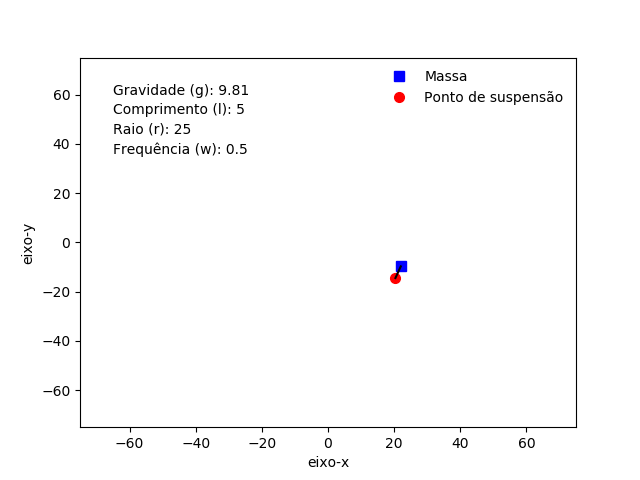 Gravidade (g): 9.81
Comprimento (l): 5
Raio (r): 25
Frequência (w): 0.5
Massa
Ponto de suspensão
eixo-y
60
40
20
0
−20
−40
−60
−60
−40
−20
0
20
40
60
eixo-x